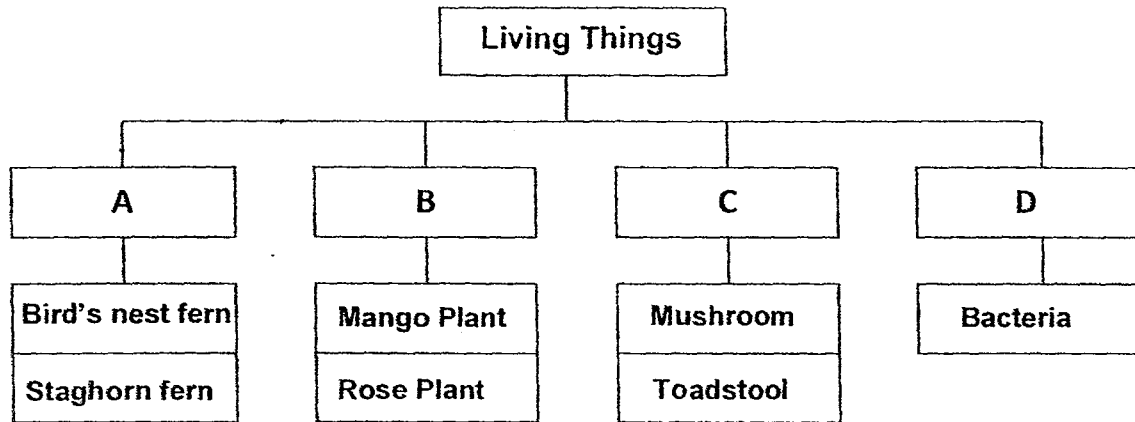 Living Things
A
B
C
D
Bird's nest fern
Mango Plant
Mushroom
Bacteria
Staghorn fern
Rose Plant
Toadstool